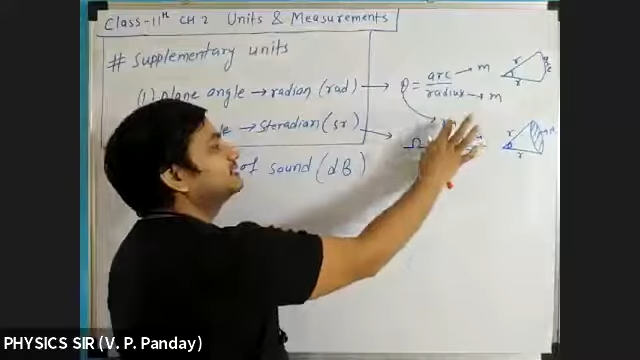 Class-11th CH 2 Units & Measurements
# Supplementary units
(1) plane angle → radian (rad) → θ = arc → m
radius → m
→ steradian (sr) →
Ω
of sound (dB)
r
r
r
r
PHYSICS SIR (V. P. Panday)